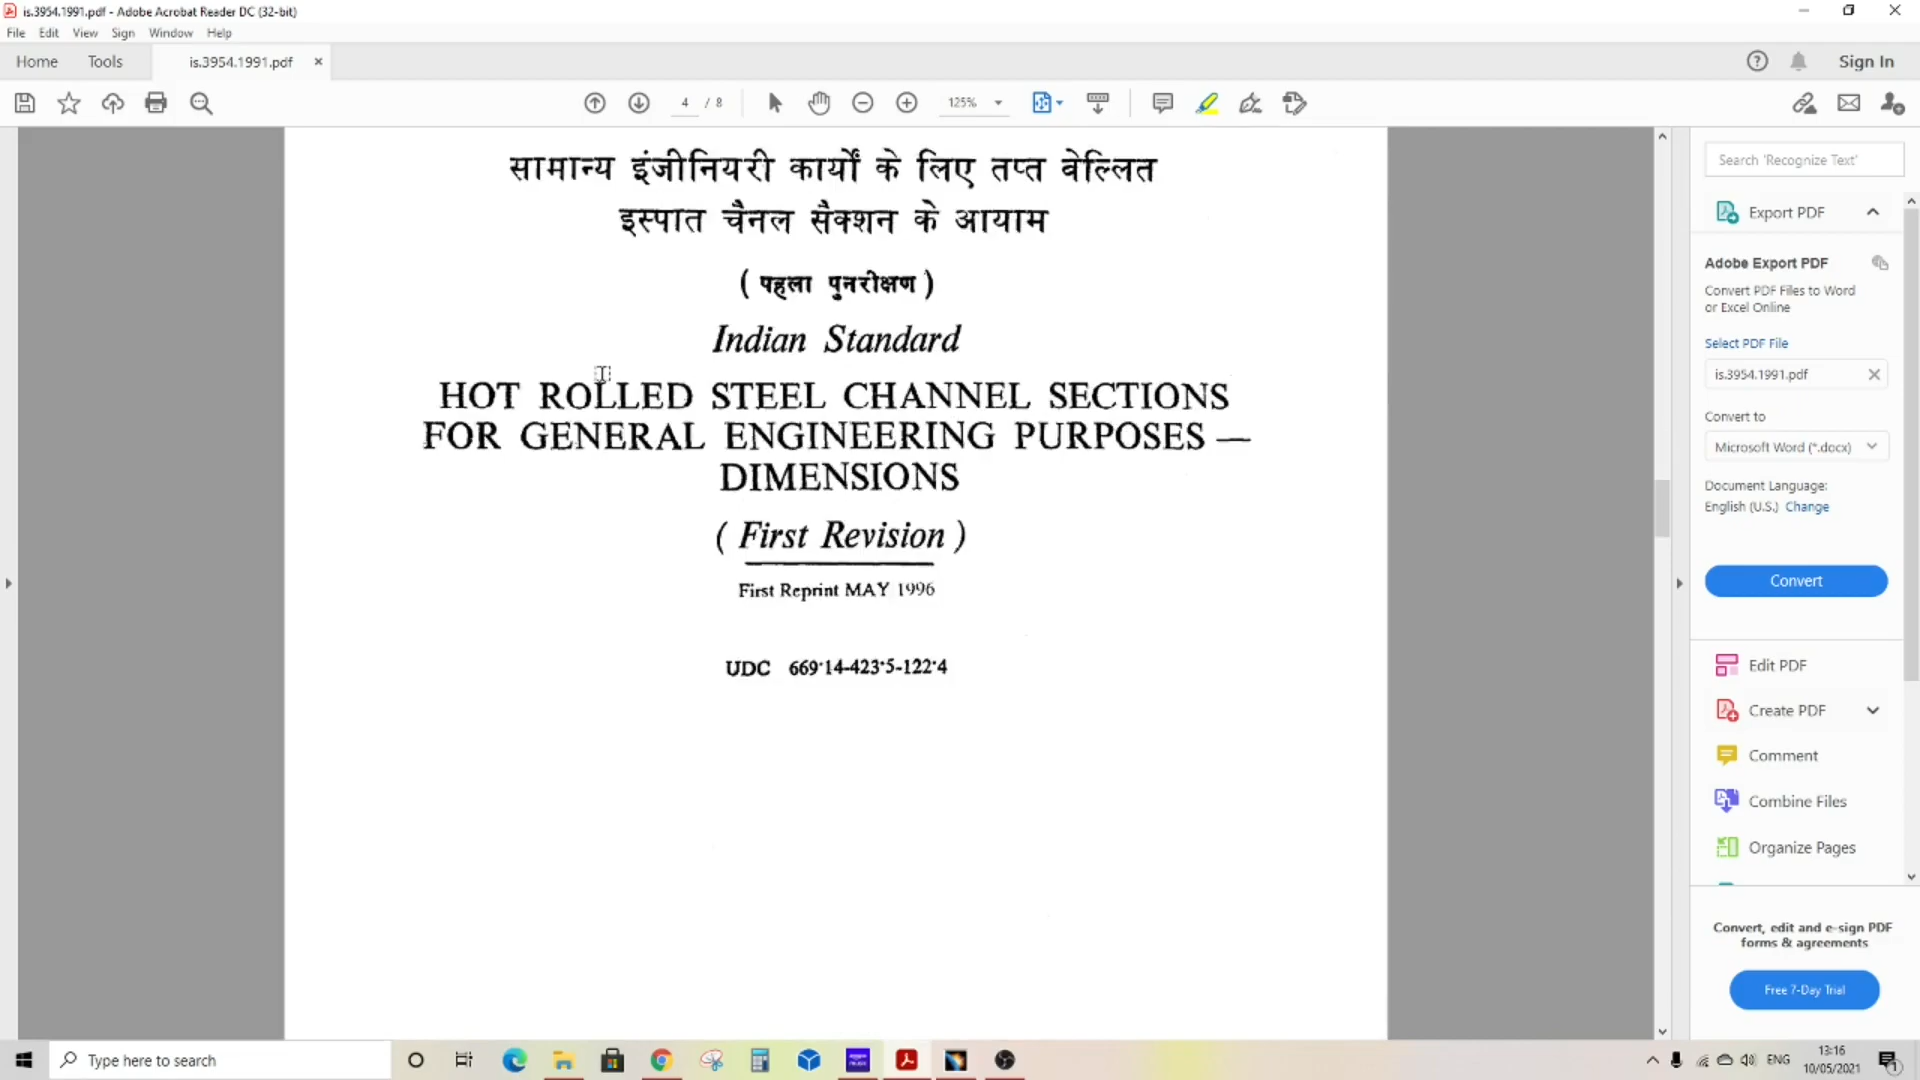 is.3954.1991.pdf - Adobe Acrobat Reader DC (32-bit)
File Edit View Sign Window Help
Home Tools is.3954.1991.pdf Sign In
4 / 8 125%
सामान्य इंजीनियरी कार्यों के लिए तप्त वेल्लित
इस्पात चैनल सैक्शन के आयाम
( पहला पुनरीक्षण )
Indian Standard
HOT ROLLED STEEL CHANNEL SECTIONS
FOR GENERAL ENGINEERING PURPOSES —
DIMENSIONS
( First Revision )
First Reprint MAY 1996
UDC 669·14-423·5-122·4
Search 'Recognize Text'
Export PDF
Adobe Export PDF
Convert PDF Files to Word
or Excel Online
Select PDF File
is.3954.1991.pdf
Convert to
Microsoft Word (*.docx)
Document Language:
English (U.S.) Change
Convert
Edit PDF
Create PDF
Comment
Combine Files
Organize Pages
Convert, edit and e-sign PDF
forms & agreements
Free 7-Day Trial
Type here to search
ENG
13:16
10/05/2021